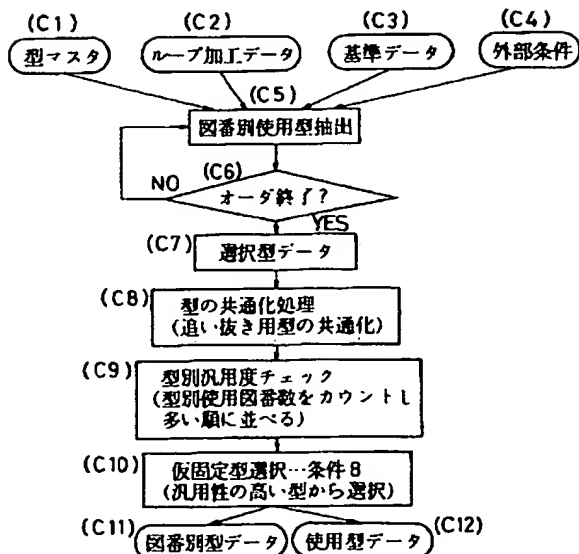 (C1) (C2) (C3) (C4)
型マスタ ループ加工データ 基準データ 外部条件
(C5)
図番別使用型抽出
(C6)
NO オーダ終了?
YES
(C7) 選択型データ
(C8) 型の共通化処理
(追い抜き用型の共通化)
(C9) 型別汎用度チェック
(型別使用図番数をカウントし
多い順に並べる)
(C10) 仮固定型選択…条件8
(汎用性の高い型から選択)
(C11) 図番別型データ 使用型データ (C12)